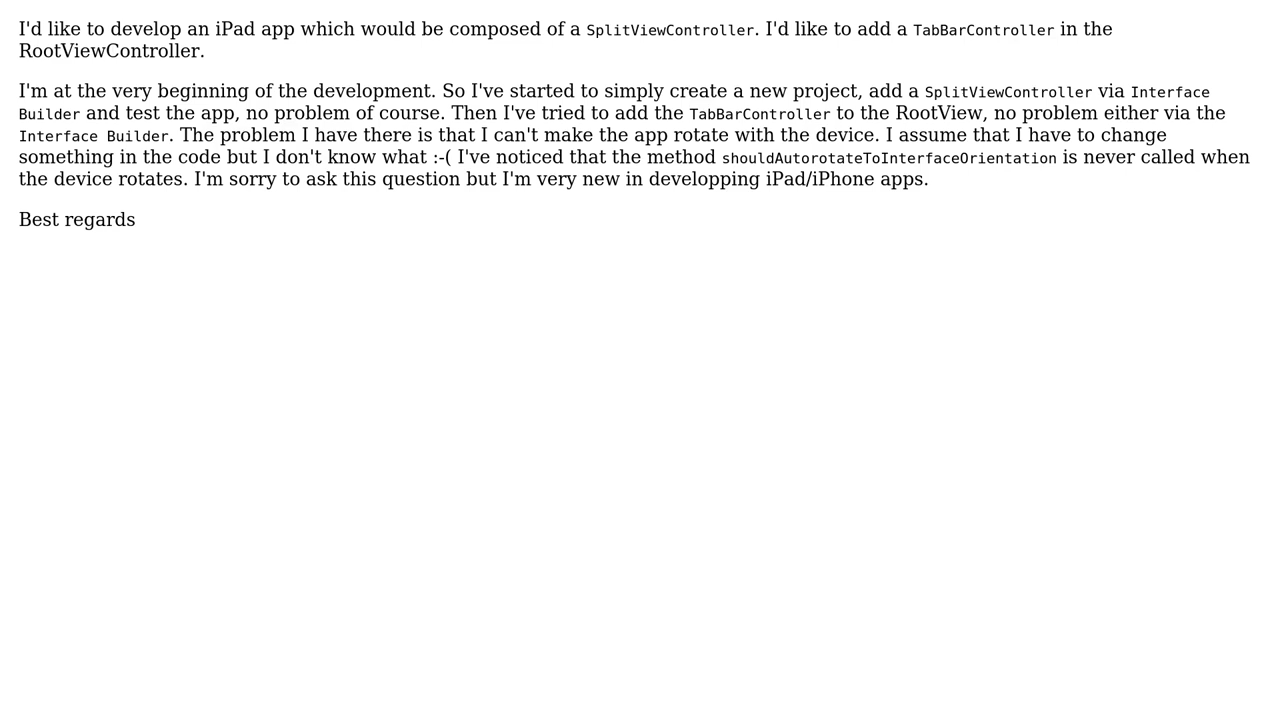 I'd like to develop an iPad app which would be composed of a SplitViewController. I'd like to add a TabBarController in the
RootViewController.
I'm at the very beginning of the development. So I've started to simply create a new project, add a SplitViewController via Interface
Builder and test the app, no problem of course. Then I've tried to add the TabBarController to the RootView, no problem either via the
Interface Builder. The problem I have there is that I can't make the app rotate with the device. I assume that I have to change
something in the code but I don't know what :-( I've noticed that the method shouldAutorotateToInterfaceOrientation is never called when
the device rotates. I'm sorry to ask this question but I'm very new in developping iPad/iPhone apps.
Best regards